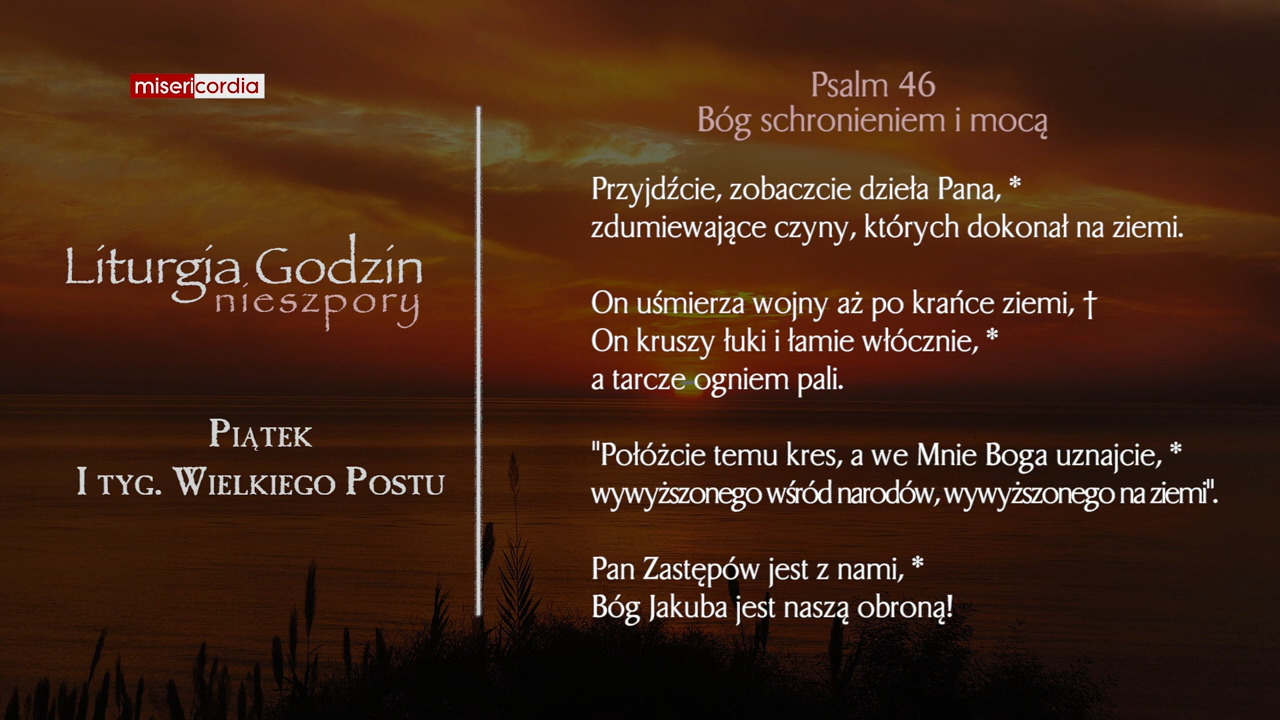 misericordia
Liturgia Godzin
nieszpory
Piątek
I tyg. Wielkiego Postu
Psalm 46
Bóg schronieniem i mocą
Przyjdźcie, zobaczcie dzieła Pana, *
zdumiewające czyny, których dokonał na ziemi.
On uśmierza wojny aż po krańce ziemi, †
On kruszy łuki i łamie włócznie, *
a tarcze ogniem pali.
"Połóżcie temu kres, a we Mnie Boga uznajcie, *
wywyższonego wśród narodów, wywyższonego na ziemi".
Pan Zastępów jest z nami, *
Bóg Jakuba jest naszą obroną!